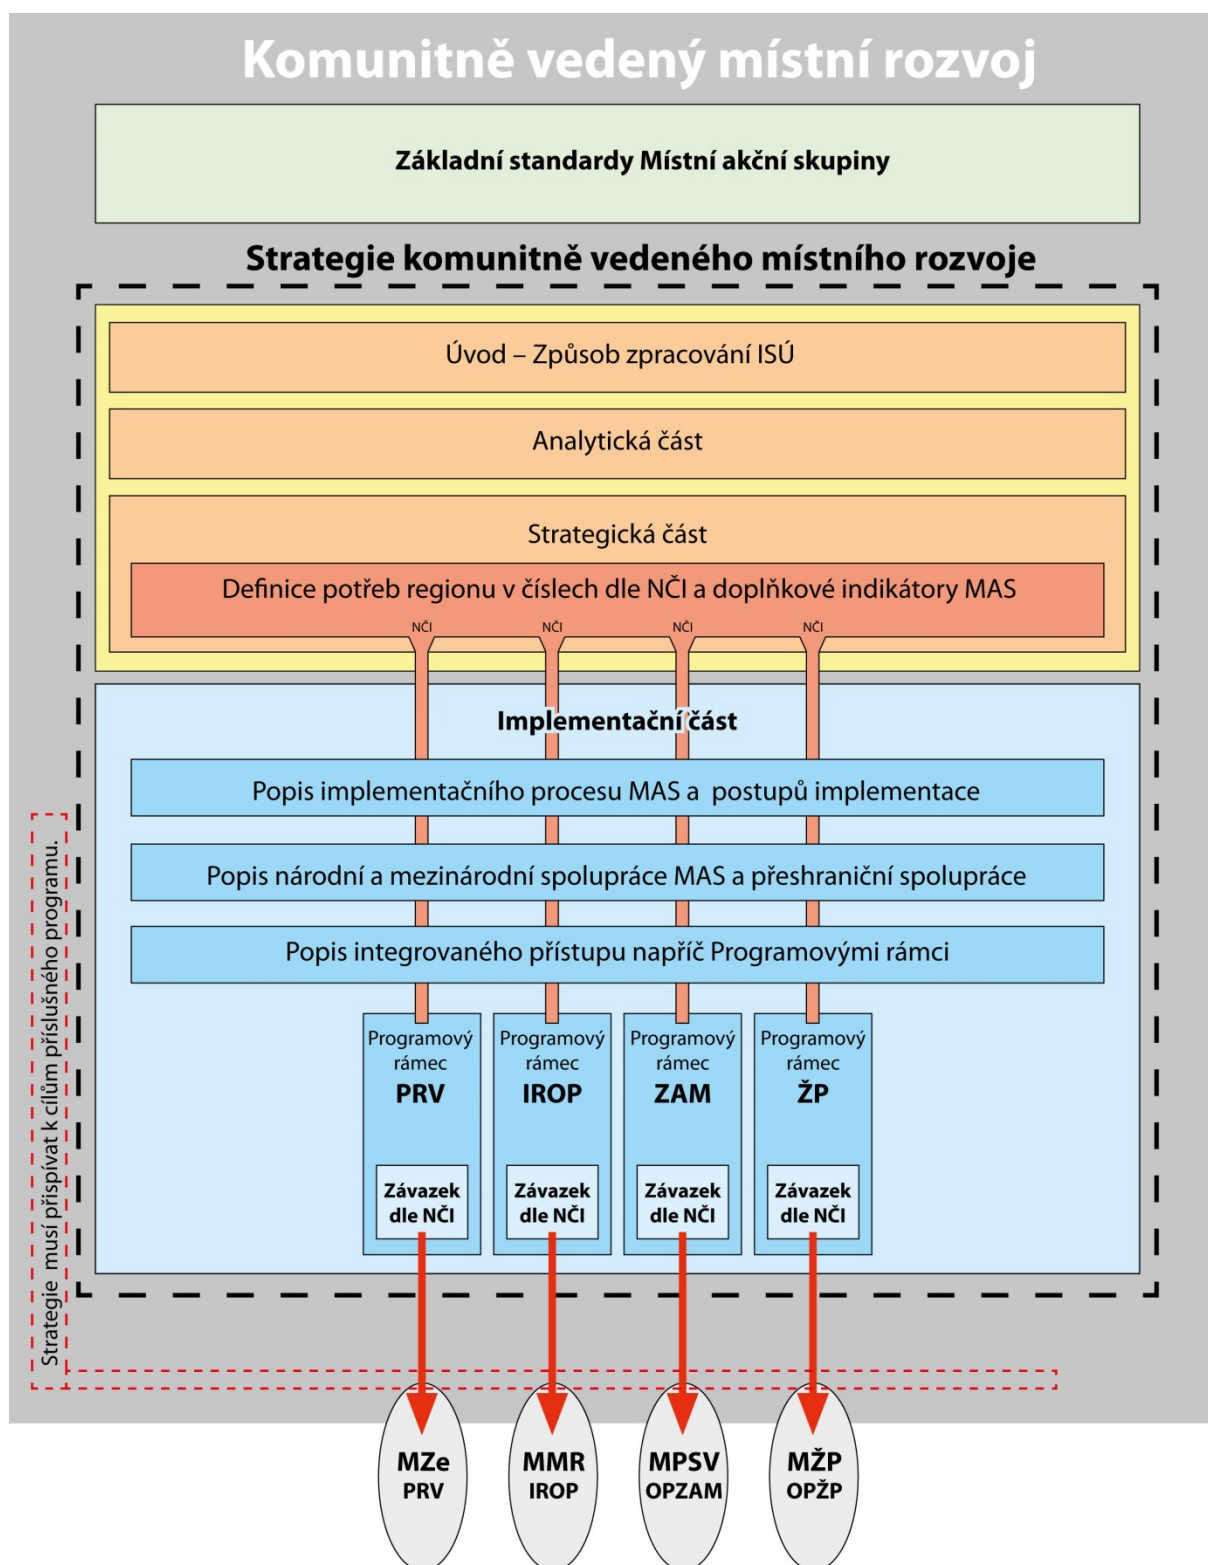 Komunitně vedený místní rozvoj
Základní standardy Místní akční skupiny
Strategie komunitně vedeného místního rozvoje
Úvod – Způsob zpracování ISÚ
Analytická část
Strategická část
Definice potřeb regionu v číslech dle NČI a doplňkové indikátory MAS
NČI
NČI
NČI
NČI
Implementační část
Popis implementačního procesu MAS a postupů implementace
Popis národní a mezinárodní spolupráce MAS a přeshraniční spolupráce
Popis integrovaného přístupu napříč Programovými rámci
Programový
rámec
PRV
Závazek
dle NČI
Programový
rámec
IROP
Závazek
dle NČI
Programový
rámec
ZAM
Závazek
dle NČI
Programový
rámec
ŽP
Závazek
dle NČI
Strategie musí přispívat k cílům příslušného programu.
MZe
PRV
MMR
IROP
MPSV
OPZAM
MŽP
OPŽP